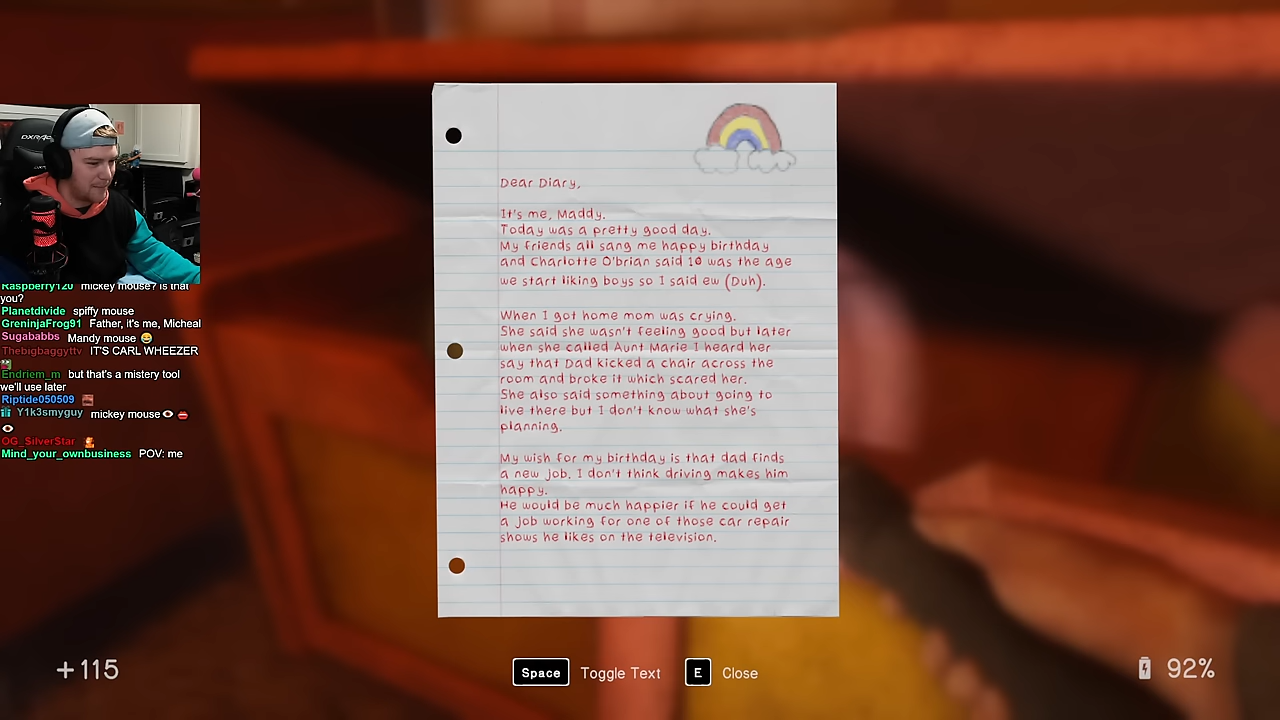 DXRACER
Raspberry120 mickey mouse? is that
you?
Planetdivide spiffy mouse
GreninjaFrog91 Father, it's me, Micheal
Sugababbs Mandy mouse
Thebigbaggyttv IT'S CARL WHEEZER
Endriem_m but that's a mistery tool
we'll use later
Riptide050509
Y1k3smyguy mickey mouse
OG_SilverStar
Mind_your_ownbusiness POV: me
Dear Diary,
It's me, Maddy.
Today was a pretty good day.
My friends all sang me happy birthday
and Charlotte O'brian said 10 was the age
we start liking boys so I said ew (Duh).
When I got home mom was crying.
She said she wasn't feeling good but later
when she called Aunt Marie I heard her
say that Dad kicked a chair across the
room and broke it which scared her.
She also said something about going to
live there but I don't know what she's
planning.
My wish for my birthday is that dad finds
a new job. I don't think driving makes him
happy.
He would be much happier if he could get
a job working for one of those car repair
shows he likes on the television.
+115
Space Toggle Text E Close
92%